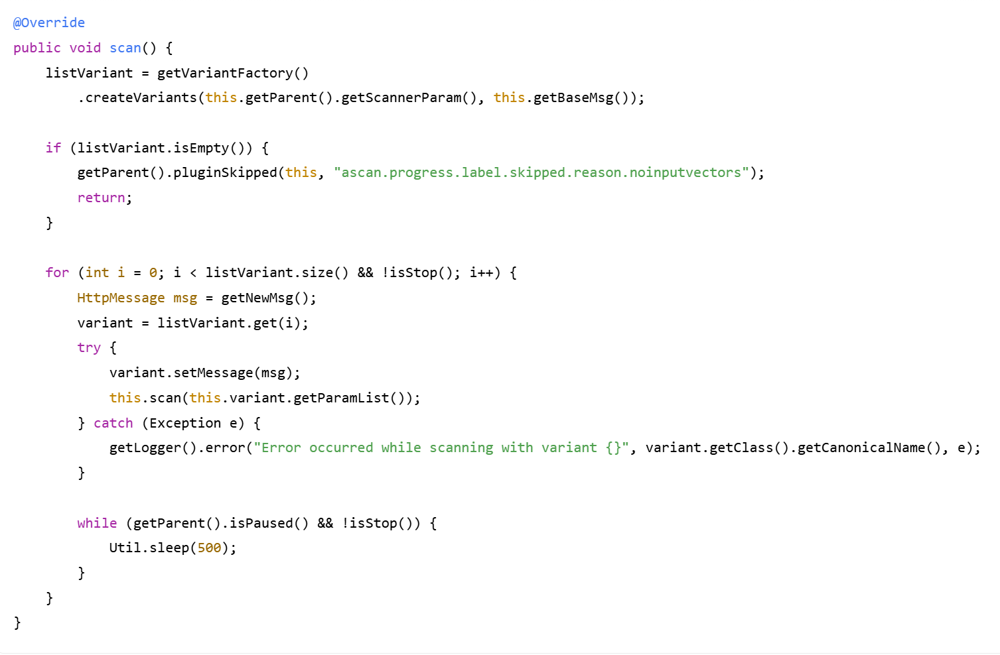 @Override
public void scan() {
    listVariant = getVariantFactory()
        .createVariants(this.getParent().getScannerParam(), this.getBaseMsg());

    if (listVariant.isEmpty()) {
        getParent().pluginSkipped(this, "ascan.progress.label.skipped.reason.noinputvectors");
        return;
    }

    for (int i = 0; i < listVariant.size() && !isStop(); i++) {
        HttpMessage msg = getNewMsg();
        variant = listVariant.get(i);
        try {
            variant.setMessage(msg);
            this.scan(this.variant.getParamList());
        } catch (Exception e) {
            getLogger().error("Error occurred while scanning with variant {}", variant.getClass().getCanonicalName(), e);
        }

        while (getParent().isPaused() && !isStop()) {
            Util.sleep(500);
        }
    }
}